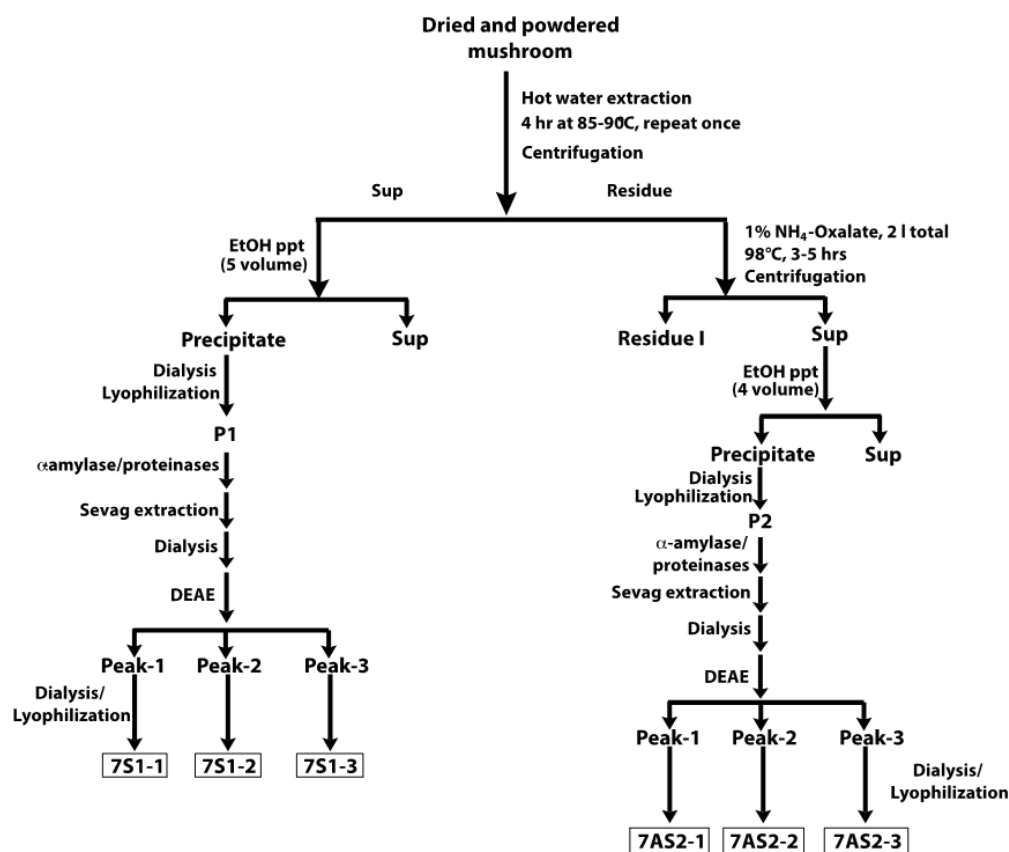 Dried and powdered
mushroom
Hot water extraction
4 hr at 85-90°C, repeat once
Centrifugation
Sup
Residue
EtOH ppt
(5 volume)
1% NH₄-Oxalate, 2 l total
98°C, 3-5 hrs
Centrifugation
Precipitate
Sup
Residue I
Sup
Dialysis
Lyophilization
EtOH ppt
(4 volume)
P1
Precipitate
Sup
αamylase/proteinases
Dialysis
Lyophilization
Sevag extraction
P2
Dialysis
α-amylase/
proteinases
DEAE
Sevag extraction
Dialysis
Peak-1
Peak-2
Peak-3
DEAE
Dialysis/
Lyophilization
Peak-1
Peak-2
Peak-3
7S1-1
7S1-2
7S1-3
Dialysis/
Lyophilization
7AS2-1
7AS2-2
7AS2-3